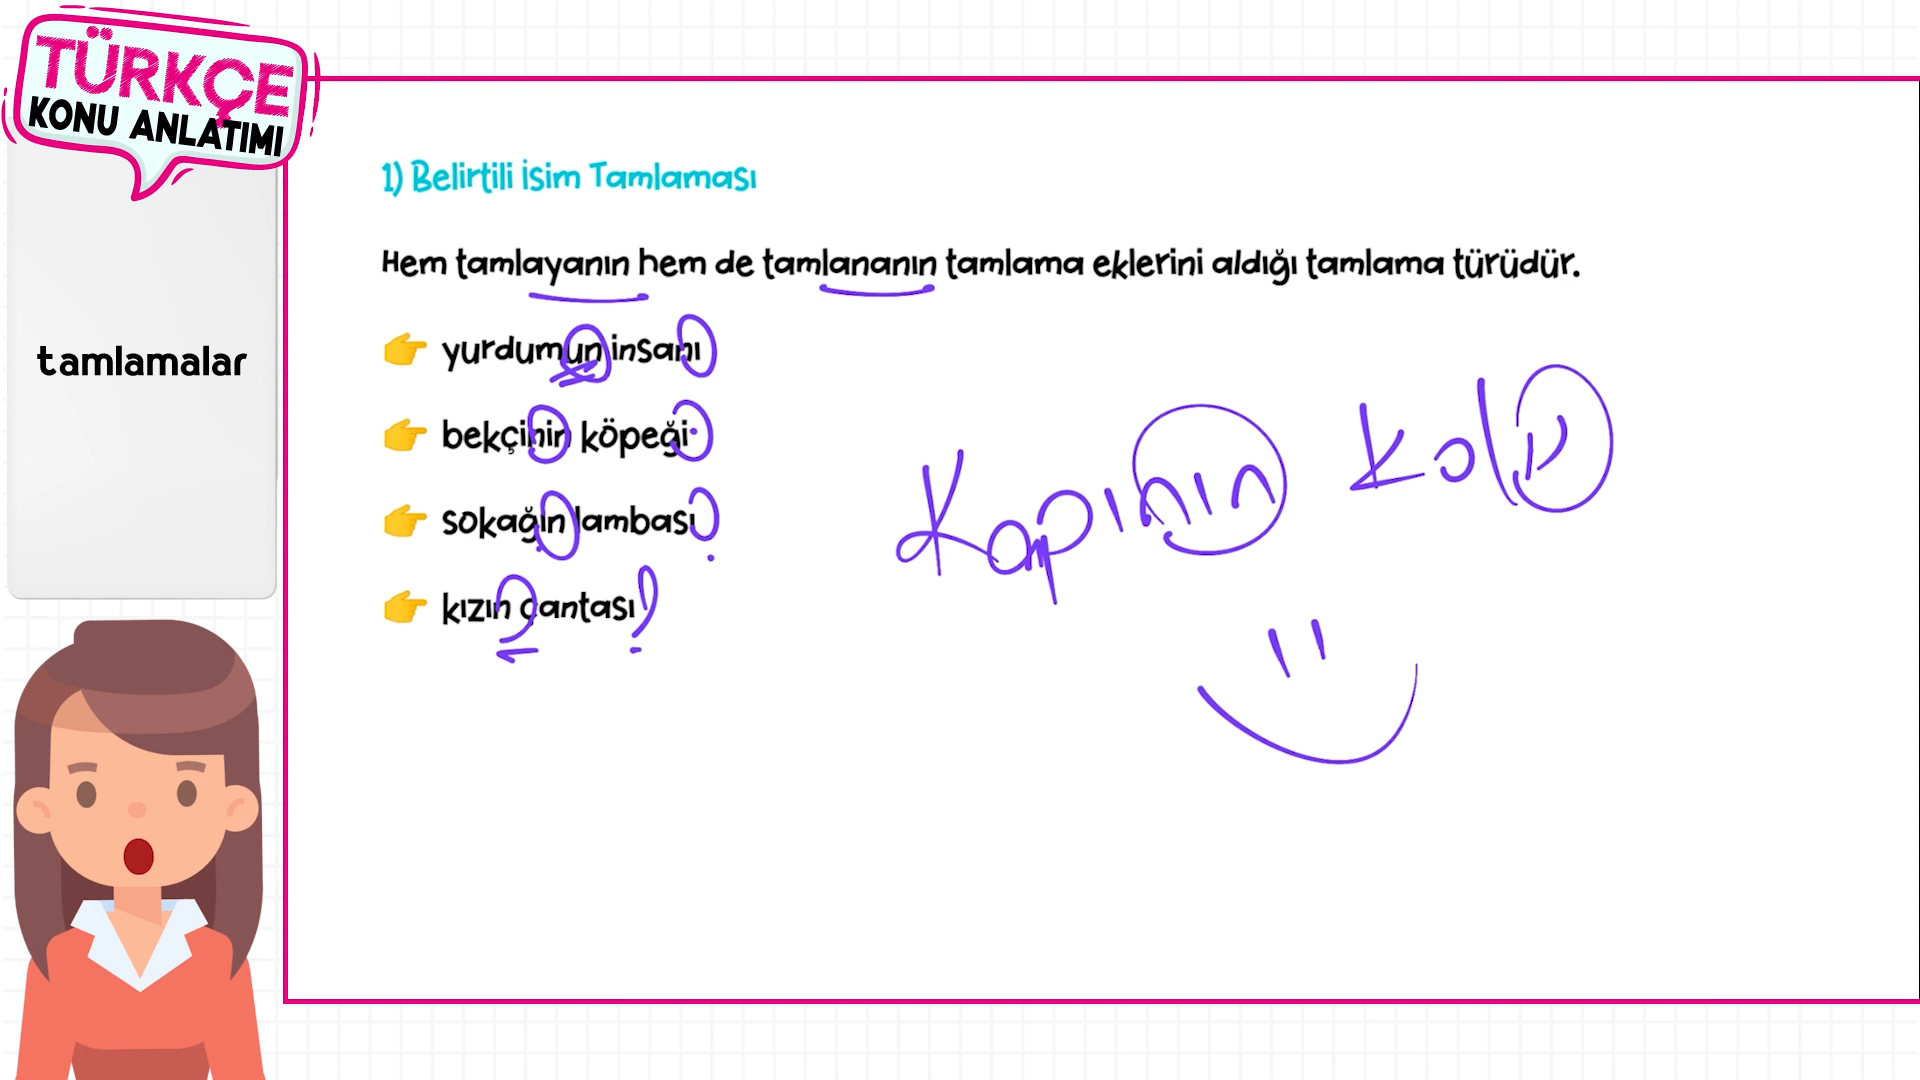 TÜRKÇE
KONU ANLATIMI
tamlamalar
1) Belirtili İsim Tamlaması
Hem tamlayanın hem de tamlananın tamlama eklerini aldığı tamlama türüdür.
👉 yurdumun insanı
👉 bekçinin köpeği
👉 sokağın lambası
👉 kızın çantası
Kapının kolu